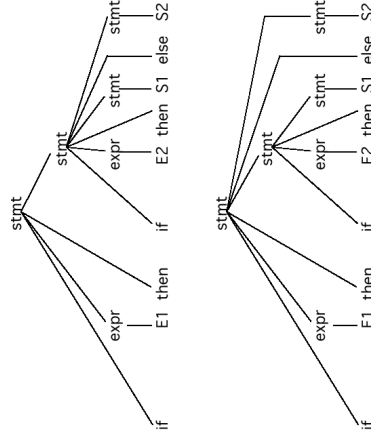 stmt
stmt
if expr then if expr then stmt else stmt
E1 E2 S1 S2
stmt
stmt
if expr then if expr then stmt else stmt
E1 E2 S1 S2